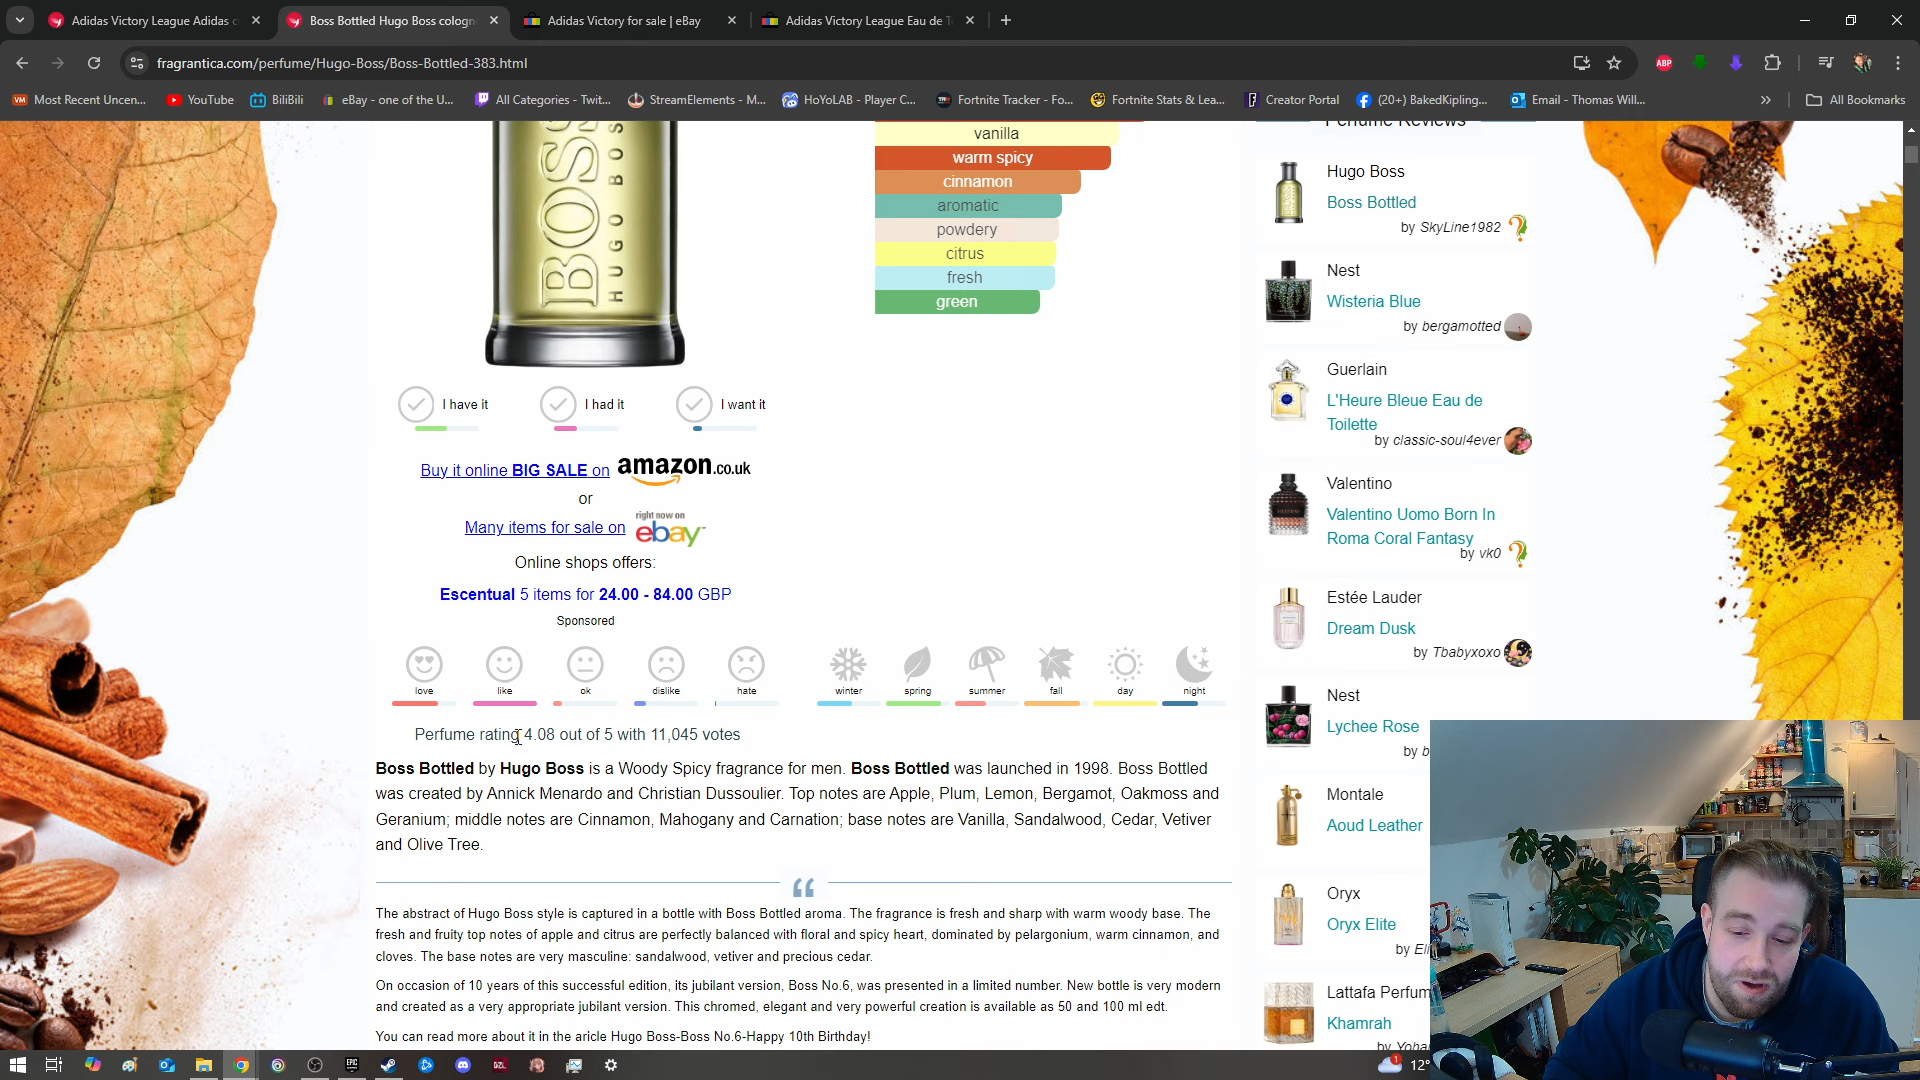 Adidas Victory League Adidas c
Boss Bottled Hugo Boss cologn
Adidas Victory for sale | eBay
Adidas Victory League Eau de T
fragrantica.com/perfume/Hugo-Boss/Boss-Bottled-383.html
ABP
Most Recent Uncen...
YouTube
BiliBili
eBay - one of the U...
All Categories - Twit...
StreamElements - M...
HoYoLAB - Player C...
Fortnite Tracker - Fo...
Fortnite Stats & Lea...
Creator Portal
(20+) BakedKipling...
Email - Thomas Will...
All Bookmarks
BOSS
HUGO BOS
vanilla
warm spicy
cinnamon
aromatic
powdery
citrus
fresh
green
I have it
I had it
I want it
Buy it online BIG SALE on amazon.co.uk
or
Many items for sale on right now on ebay
Online shops offers:
Escentual 5 items for 24.00 - 84.00 GBP
Sponsored
love
like
ok
dislike
hate
winter
spring
summer
fall
day
night
Perfume rating 4.08 out of 5 with 11,045 votes
Boss Bottled by Hugo Boss is a Woody Spicy fragrance for men. Boss Bottled was launched in 1998. Boss Bottled
was created by Annick Menardo and Christian Dussoulier. Top notes are Apple, Plum, Lemon, Bergamot, Oakmoss and
Geranium; middle notes are Cinnamon, Mahogany and Carnation; base notes are Vanilla, Sandalwood, Cedar, Vetiver
and Olive Tree.
“
The abstract of Hugo Boss style is captured in a bottle with Boss Bottled aroma. The fragrance is fresh and sharp with warm woody base. The
fresh and fruity top notes of apple and citrus are perfectly balanced with floral and spicy heart, dominated by pelargonium, warm cinnamon, and
cloves. The base notes are very masculine: sandalwood, vetiver and precious cedar.
On occasion of 10 years of this successful edition, its jubilant version, Boss No.6, was presented in a limited number. New bottle is very modern
and created as a very appropriate jubilant version. This chromed, elegant and very powerful creation is available as 50 and 100 ml edt.
You can read more about it in the aricle Hugo Boss-Boss No.6-Happy 10th Birthday!
Perfume Reviews
Hugo Boss
Boss Bottled
by SkyLine1982
Nest
Wisteria Blue
by bergamotted
Guerlain
L'Heure Bleue Eau de
Toilette
by classic-soul4ever
Valentino
Valentino Uomo Born In
Roma Coral Fantasy
by vk0
Estée Lauder
Dream Dusk
by Tbabyxoxo
Nest
Lychee Rose
by b
Montale
Aoud Leather
Oryx
Oryx Elite
by Eli
Lattafa Perfum
Khamrah
by Yoha
1
12°